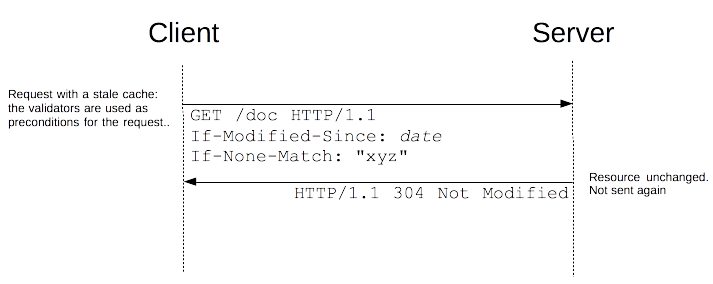 Client
Server
Request with a stale cache:
the validators are used as
preconditions for the request..
GET /doc HTTP/1.1
If-Modified-Since: date
If-None-Match: "xyz"
Resource unchanged.
Not sent again
HTTP/1.1 304 Not Modified